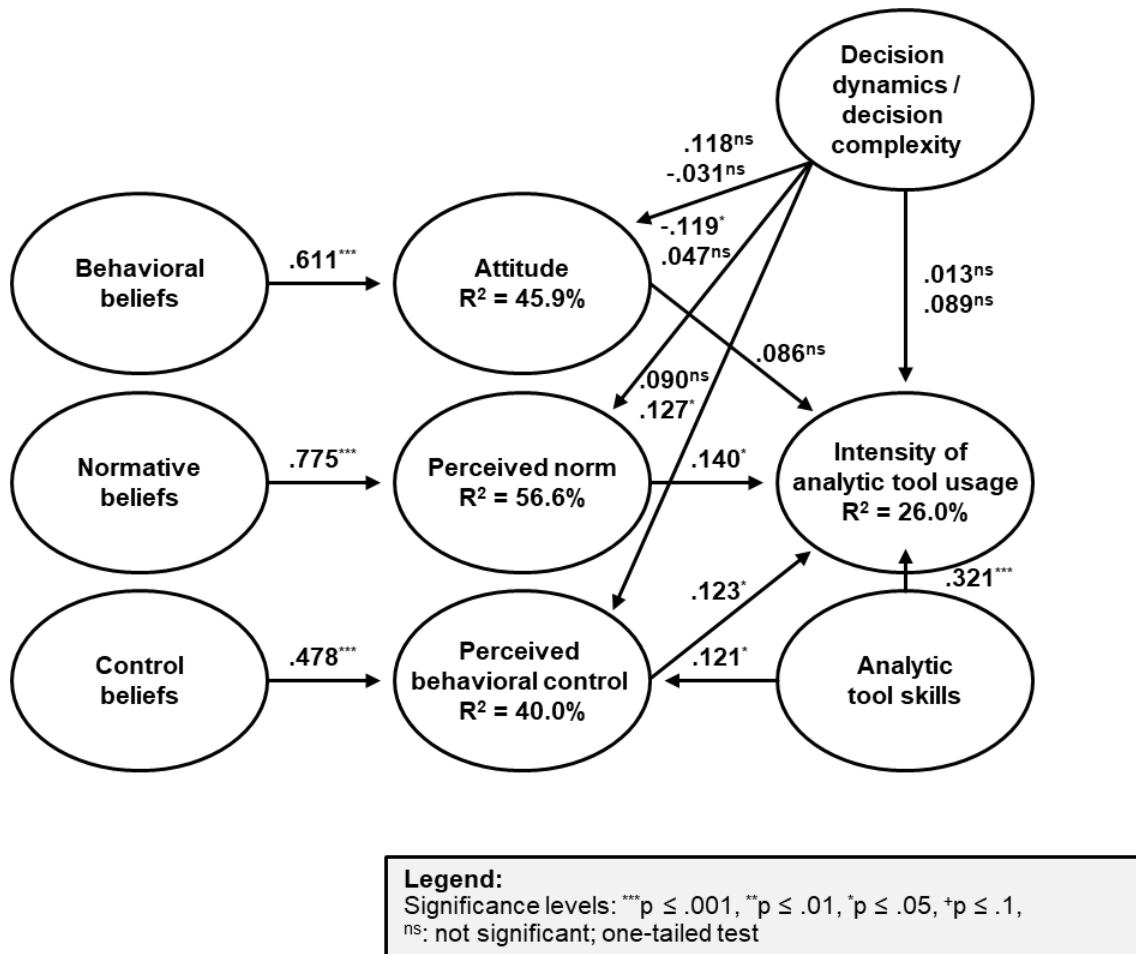 Decision
dynamics /
decision
complexity
.118ns
-.031ns
-.119*
.047ns
Behavioral
beliefs
.611***
Attitude
R² = 45.9%
.013ns
.089ns
.086ns
.090ns
.127*
Normative
beliefs
.775***
Perceived norm
R² = 56.6%
.140*
Intensity of
analytic tool usage
R² = 26.0%
.123*
.321***
Control
beliefs
.478***
Perceived
behavioral control
R² = 40.0%
.121*
Analytic
tool skills
Legend:
Significance levels: ***p ≤ .001, **p ≤ .01, *p ≤ .05, +p ≤ .1,
ns: not significant; one-tailed test